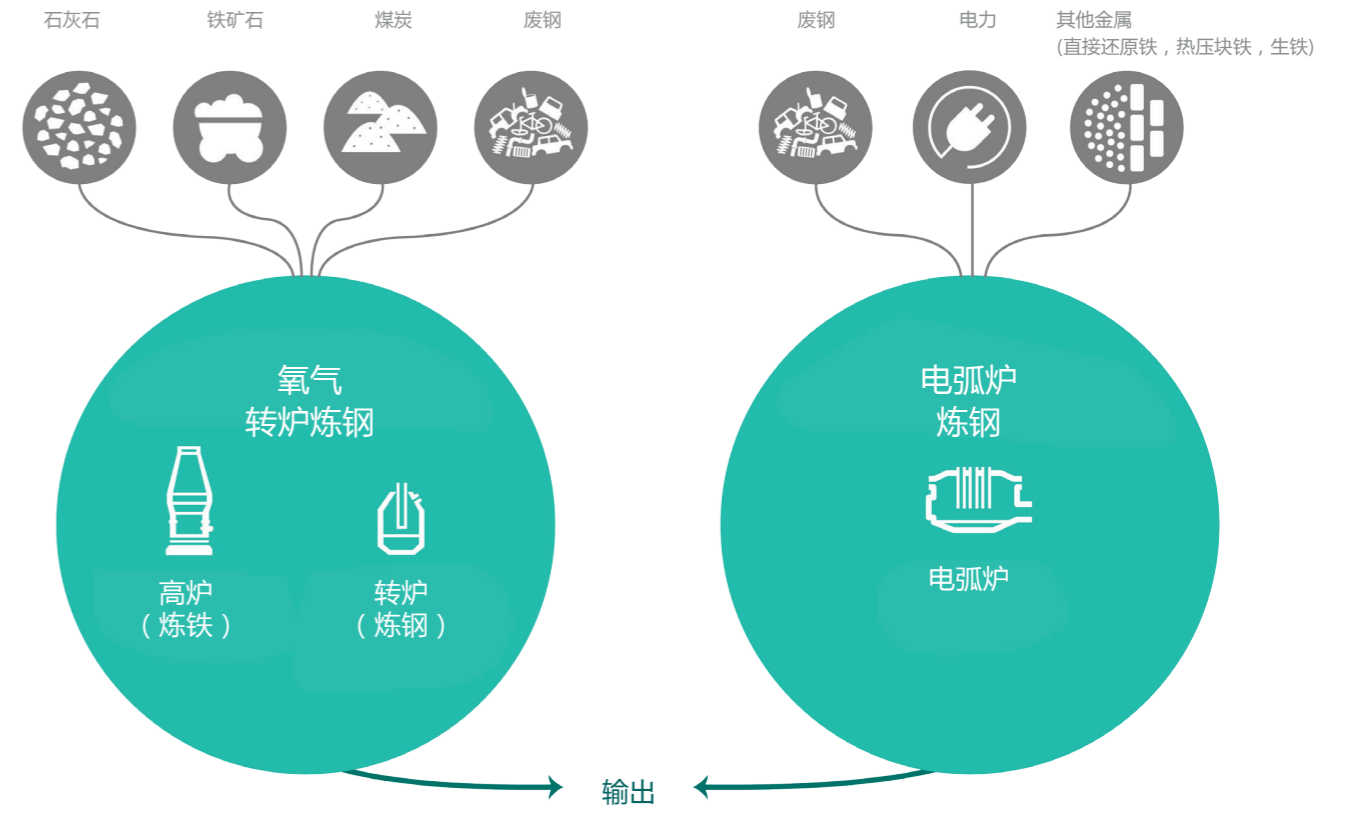 石灰石
铁矿石
煤炭
废钢
废钢
电力
其他金属
(直接还原铁，热压块铁，生铁)
氧气
转炉炼钢
高炉
（炼铁）
转炉
（炼钢）
电弧炉
炼钢
电弧炉
输出